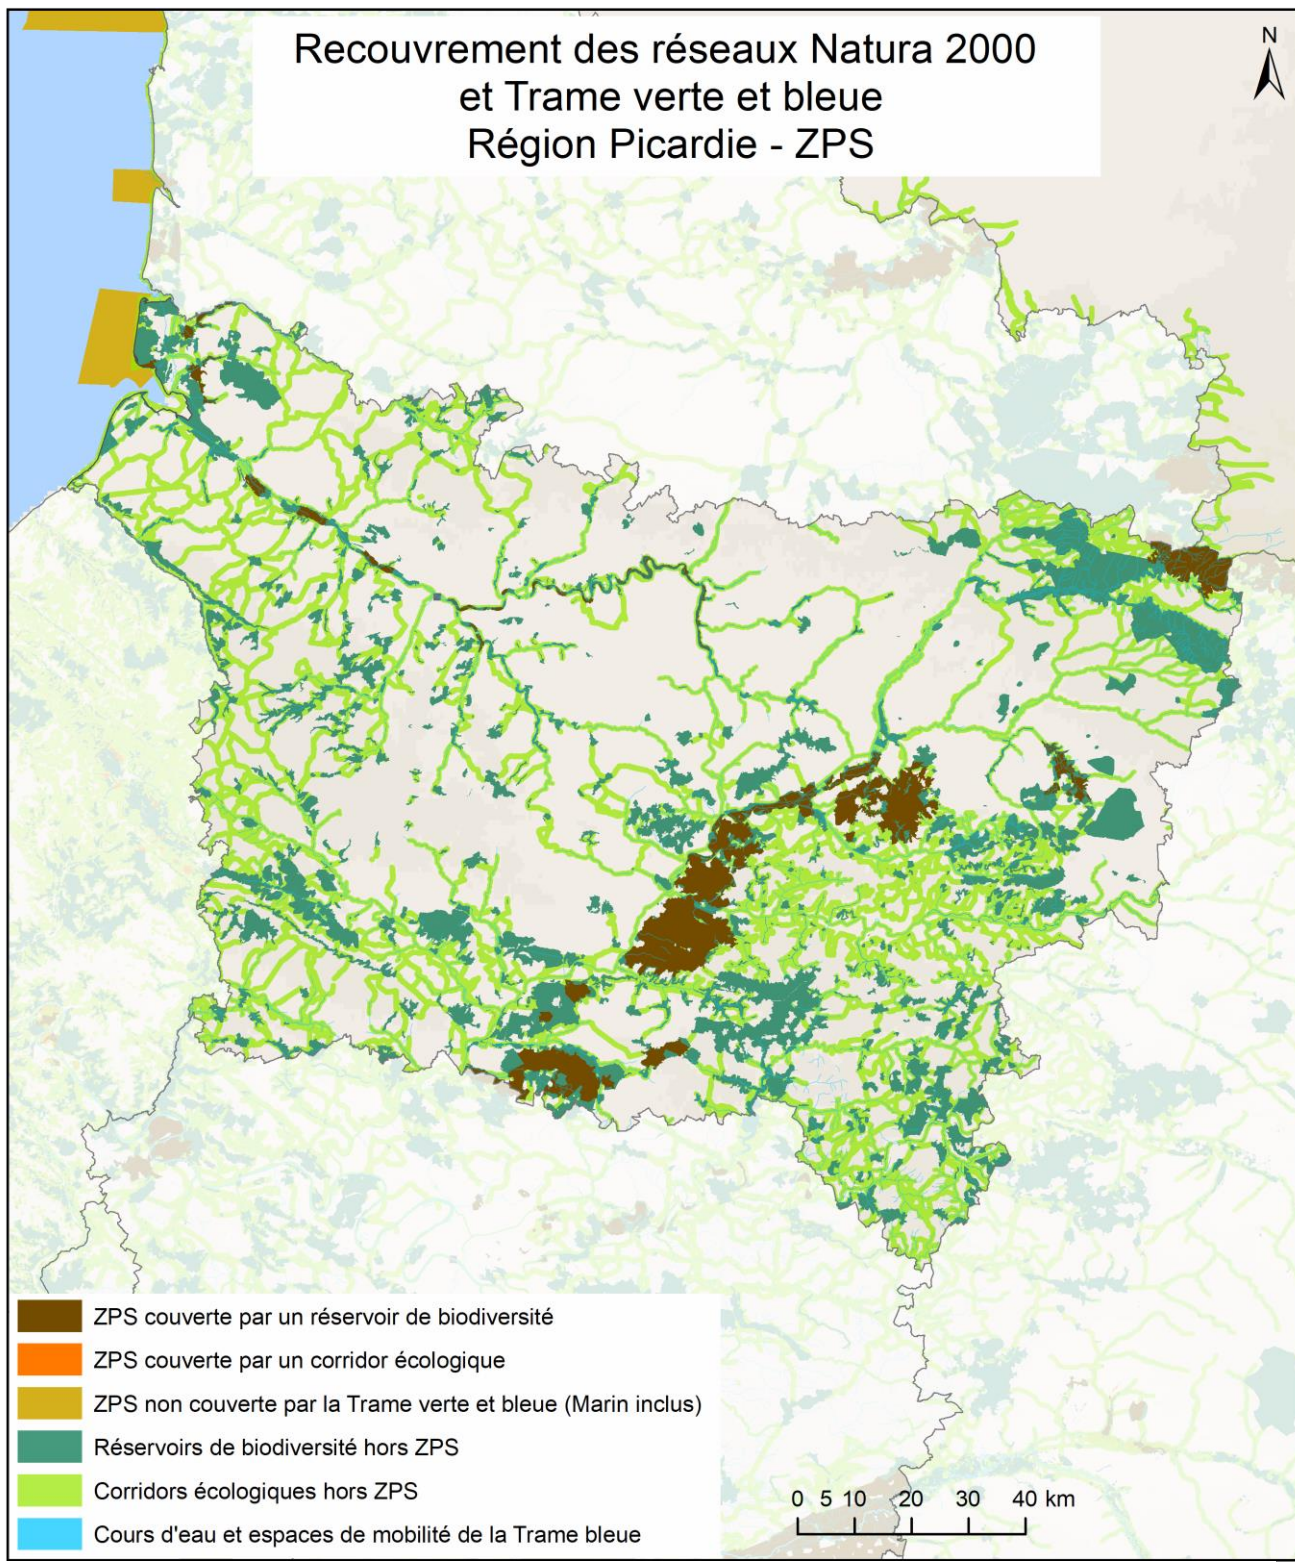 Recouvrement des réseaux Natura 2000
et Trame verte et bleue
Région Picardie - ZPS
N
ZPS couverte par un réservoir de biodiversité
ZPS couverte par un corridor écologique
ZPS non couverte par la Trame verte et bleue (Marin inclus)
Réservoirs de biodiversité hors ZPS
Corridors écologiques hors ZPS
Cours d'eau et espaces de mobilité de la Trame bleue
0 5 10 20 30 40 km